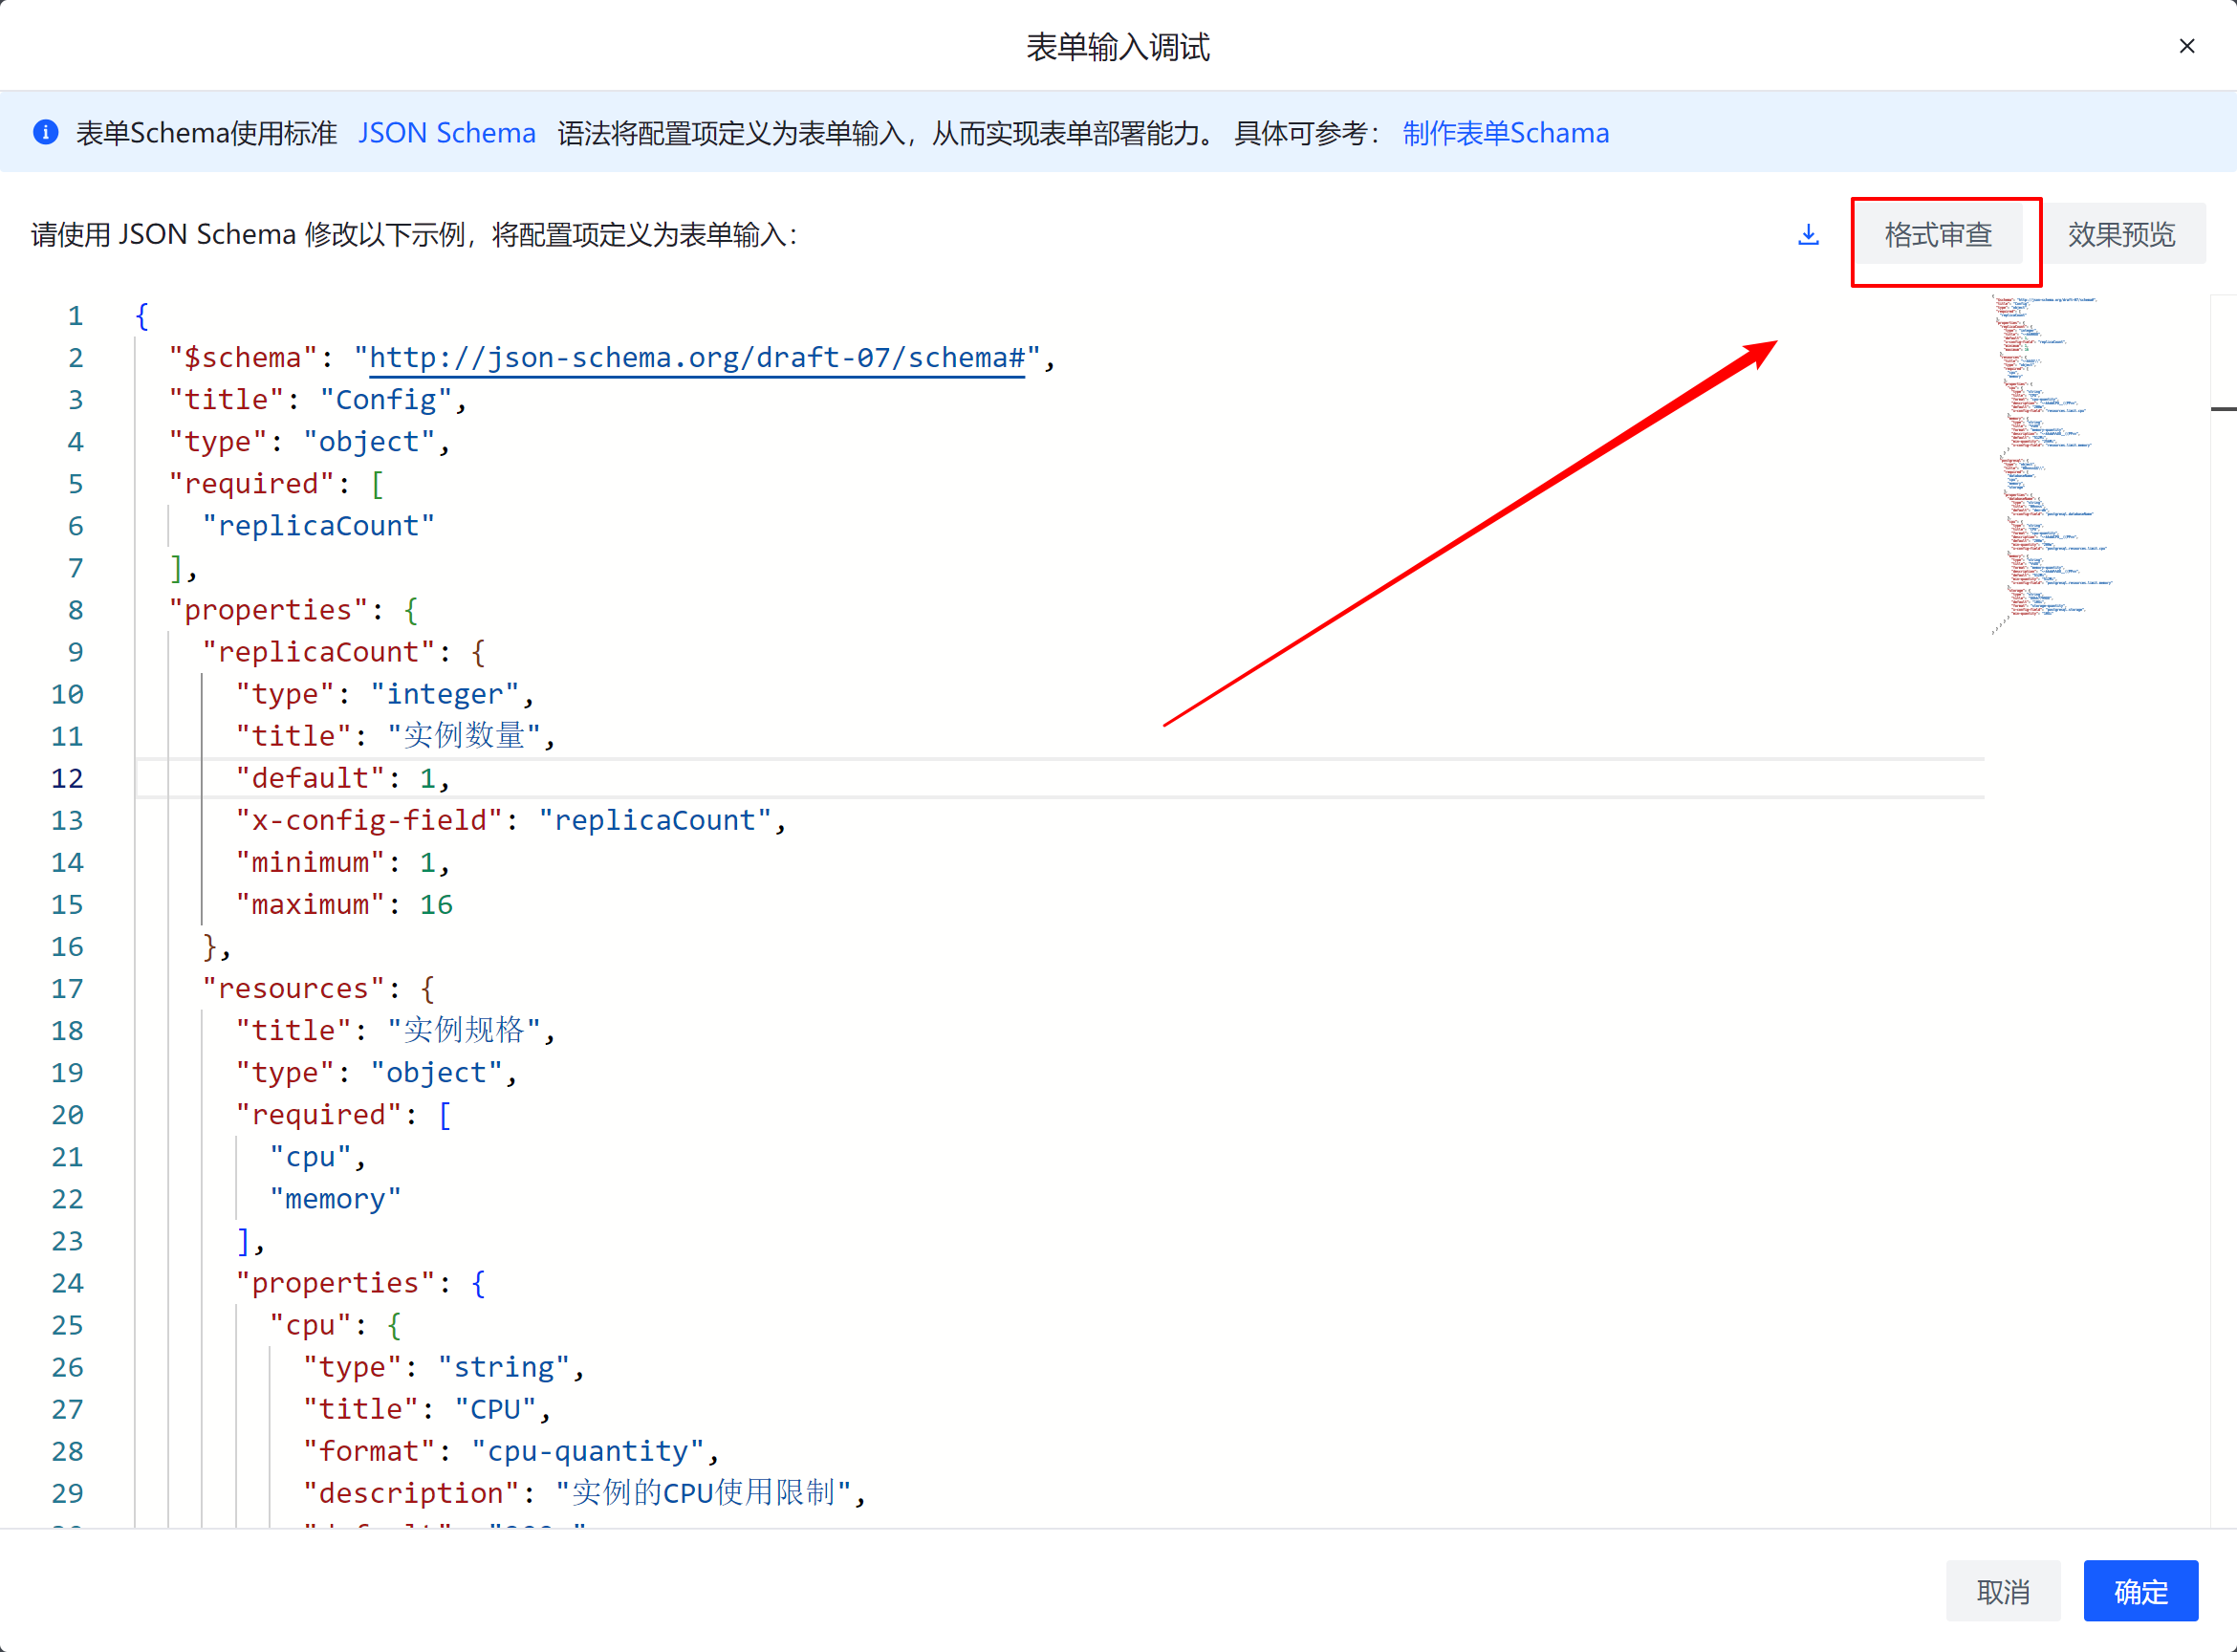 表单输入调试
表单Schema使用标准 JSON Schema 语法将配置项定义为表单输入，从而实现表单部署能力。 具体可参考： 制作表单Schama
请使用 JSON Schema 修改以下示例，将配置项定义为表单输入：
格式审查 效果预览
1 {
2 "$schema": "http://json-schema.org/draft-07/schema#",
3 "title": "Config",
4 "type": "object",
5 "required": [
6 "replicaCount"
7 ],
8 "properties": {
9 "replicaCount": {
10 "type": "integer",
11 "title": "实例数量",
12 "default": 1,
13 "x-config-field": "replicaCount",
14 "minimum": 1,
15 "maximum": 16
16 },
17 "resources": {
18 "title": "实例规格",
19 "type": "object",
20 "required": [
21 "cpu",
22 "memory"
23 ],
24 "properties": {
25 "cpu": {
26 "type": "string",
27 "title": "CPU",
28 "format": "cpu-quantity",
29 "description": "实例的CPU使用限制",
取消 确定